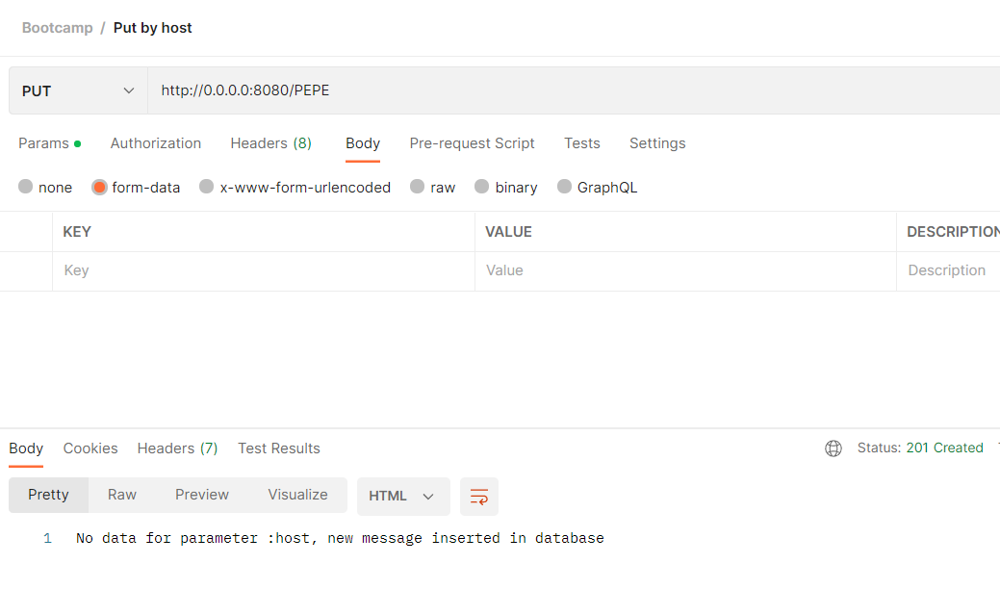 Bootcamp / Put by host
PUT http://0.0.0.0:8080/PEPE
Params Authorization Headers (8) Body Pre-request Script Tests Settings
none form-data x-www-form-urlencoded raw binary GraphQL
KEY VALUE DESCRIPTION
Key Value Description
Body Cookies Headers (7) Test Results Status: 201 Created
Pretty Raw Preview Visualize HTML
1 No data for parameter :host, new message inserted in database